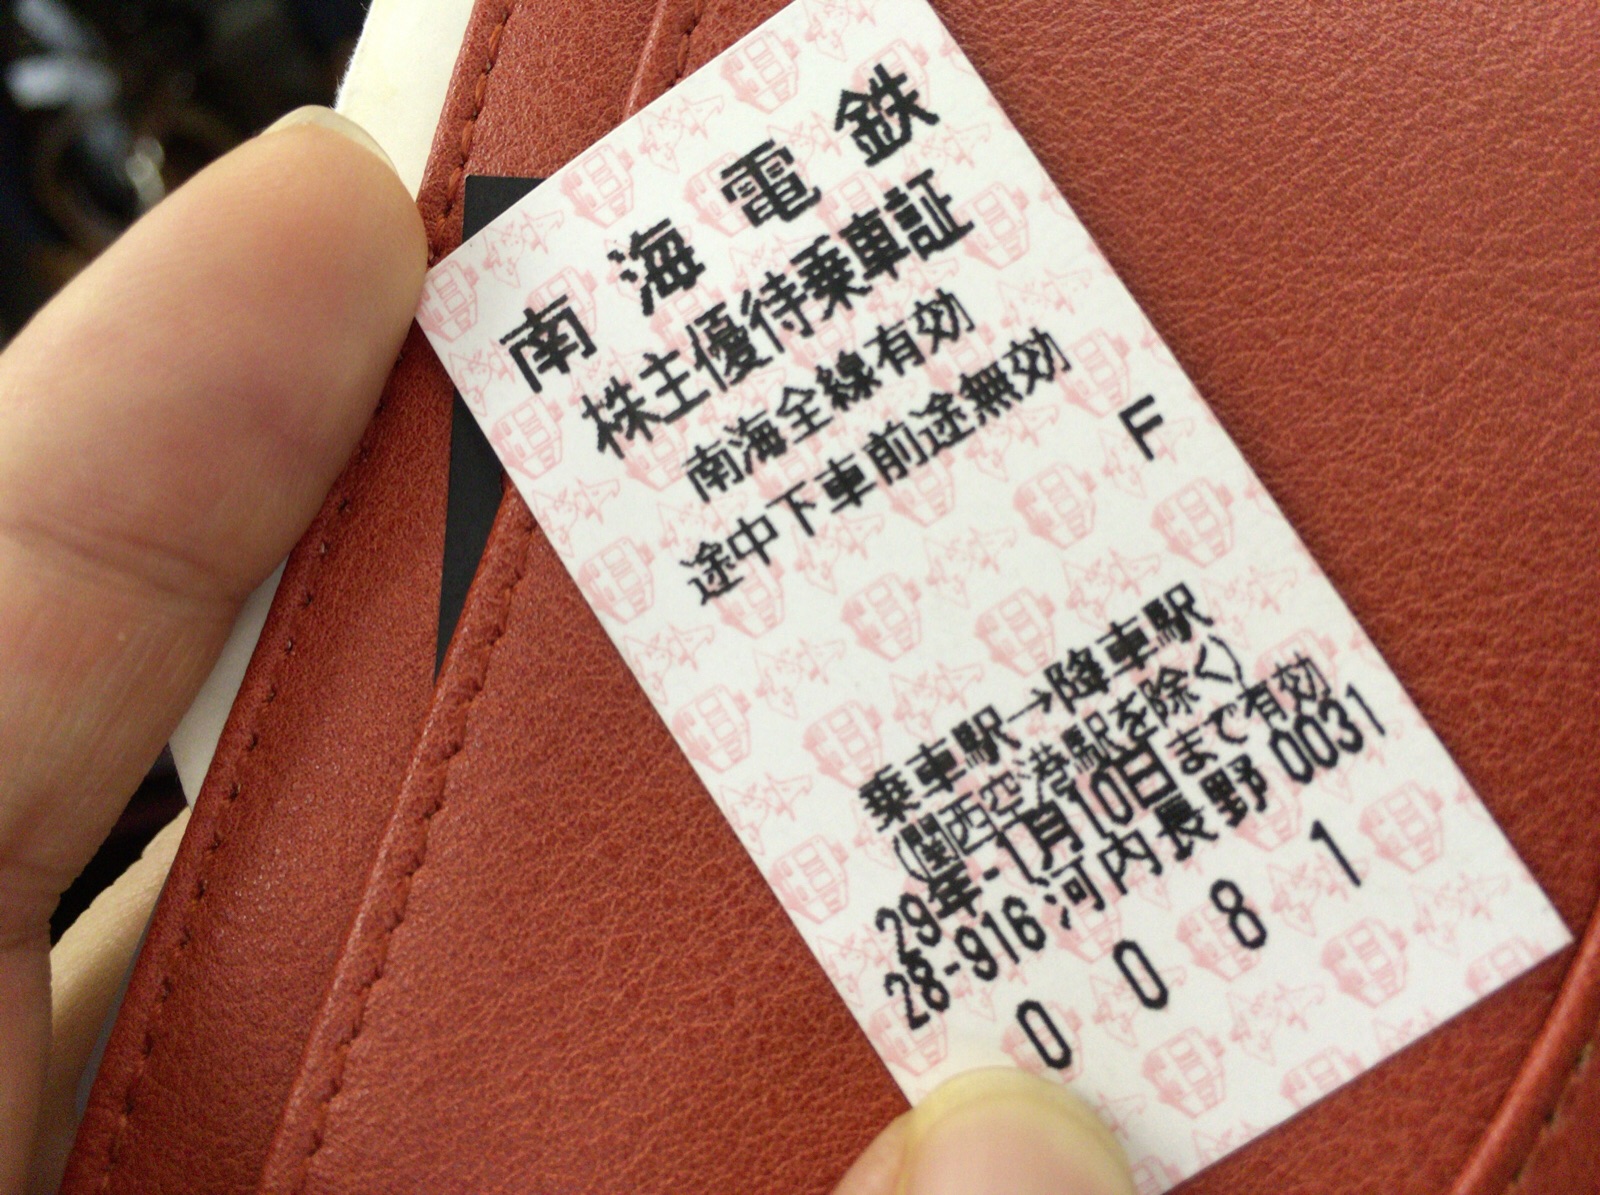 南海電鉄
株主優待乗車証
南海全線有効
途中下車前途無効
F
乗車駅→降車駅
(関西空港駅を除く)
29年-1月10日まで有効
28-916河内長野0031
0081